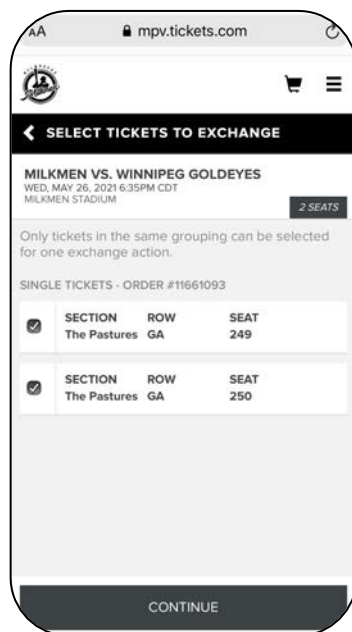 AA mpv.tickets.com
SELECT TICKETS TO EXCHANGE
MILKMEN VS. WINNIPEG GOLDEYES
WED, MAY 26, 2021 6:35PM CDT
MILKMEN STADIUM
2 SEATS
Only tickets in the same grouping can be selected
for one exchange action.
SINGLE TICKETS - ORDER #11661093
SECTION ROW SEAT
The Pastures GA 249
SECTION ROW SEAT
The Pastures GA 250
CONTINUE